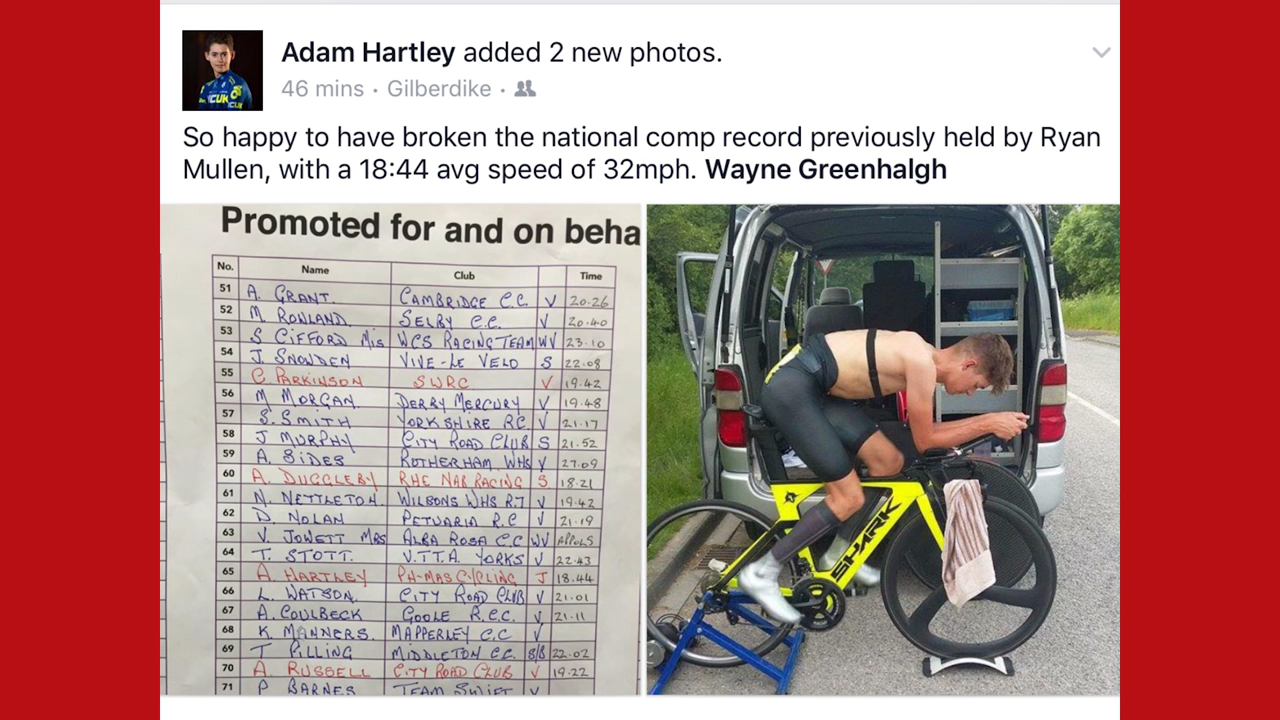 Adam Hartley added 2 new photos.
46 mins · Gilberdike ·
So happy to have broken the national comp record previously held by Ryan
Mullen, with a 18:44 avg speed of 32mph. Wayne Greenhalgh
Promoted for and on beha
No. Name Club Time
51 A. GRANT. CAMBRIDGE C.C. V 20.26
52 M ROWLAND. SELBY C.C. V 20.40
53 S GIFFORD Mis WCS RACING TEAM WV 23.10
54 J. SNOWDEN VIVE-LE VELO S 22.08
55 C. PARKINSON SWRC V 19.42
56 M MORGAN. DERBY MERCURY V 19.48
57 S. SMITH YORKSHIRE R.C. V 21.17
58 J MURPHY CITY ROAD CLUB S 21.52
59 A. SIDES ROTHERHAM WHS V 27.09
60 A. DUGGLEBY RHE NAB RACING S 18.21
61 N. NETTLETON. WILSONS WHS R.T V 19.42
62 D. NOLAN PETUARIA R.C V 21.19
63 V. JOWETT MRS ALBA ROSA C.C WV APPOLS
64 T. STOTT. V.T.T.A. YORKS V 22.43
65 A. HARTLEY PH-MAS CYCLING J 18.44
66 L. WATSON. CITY ROAD CLUB V 21.01
67 A. COULBECK GOOLE R.C.C. V 21.11
68 K. MANNERS. MAPPERLEY C.C V
69 T PILLING MIDDLETON C.C. 22.02
70 A. RUSSELL CITY ROAD CLUB V 19.22
71 P BARNES TEAM SWIFT V
SHARK